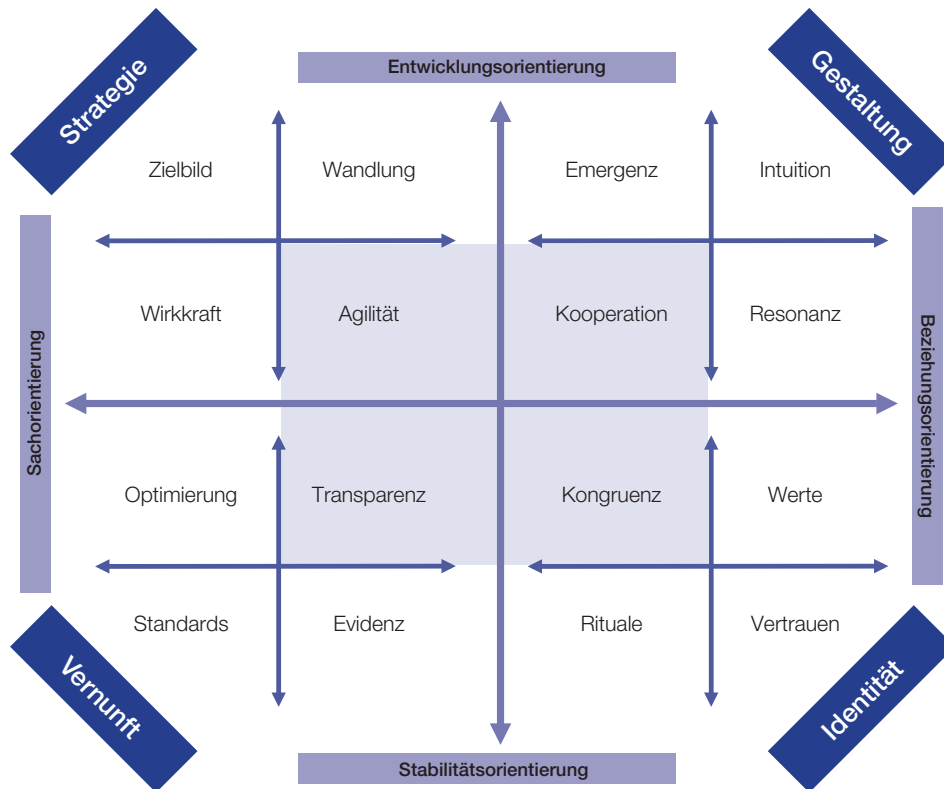 Strategie
Entwicklungsorientierung
Gestaltung
Zielbild
Wandlung
Emergenz
Intuition
Wirkkraft
Agilität
Kooperation
Resonanz
Sachorientierung
Beziehungsorientierung
Optimierung
Transparenz
Kongruenz
Werte
Standards
Evidenz
Rituale
Vertrauen
Vernunft
Stabilitätsorientierung
Identität